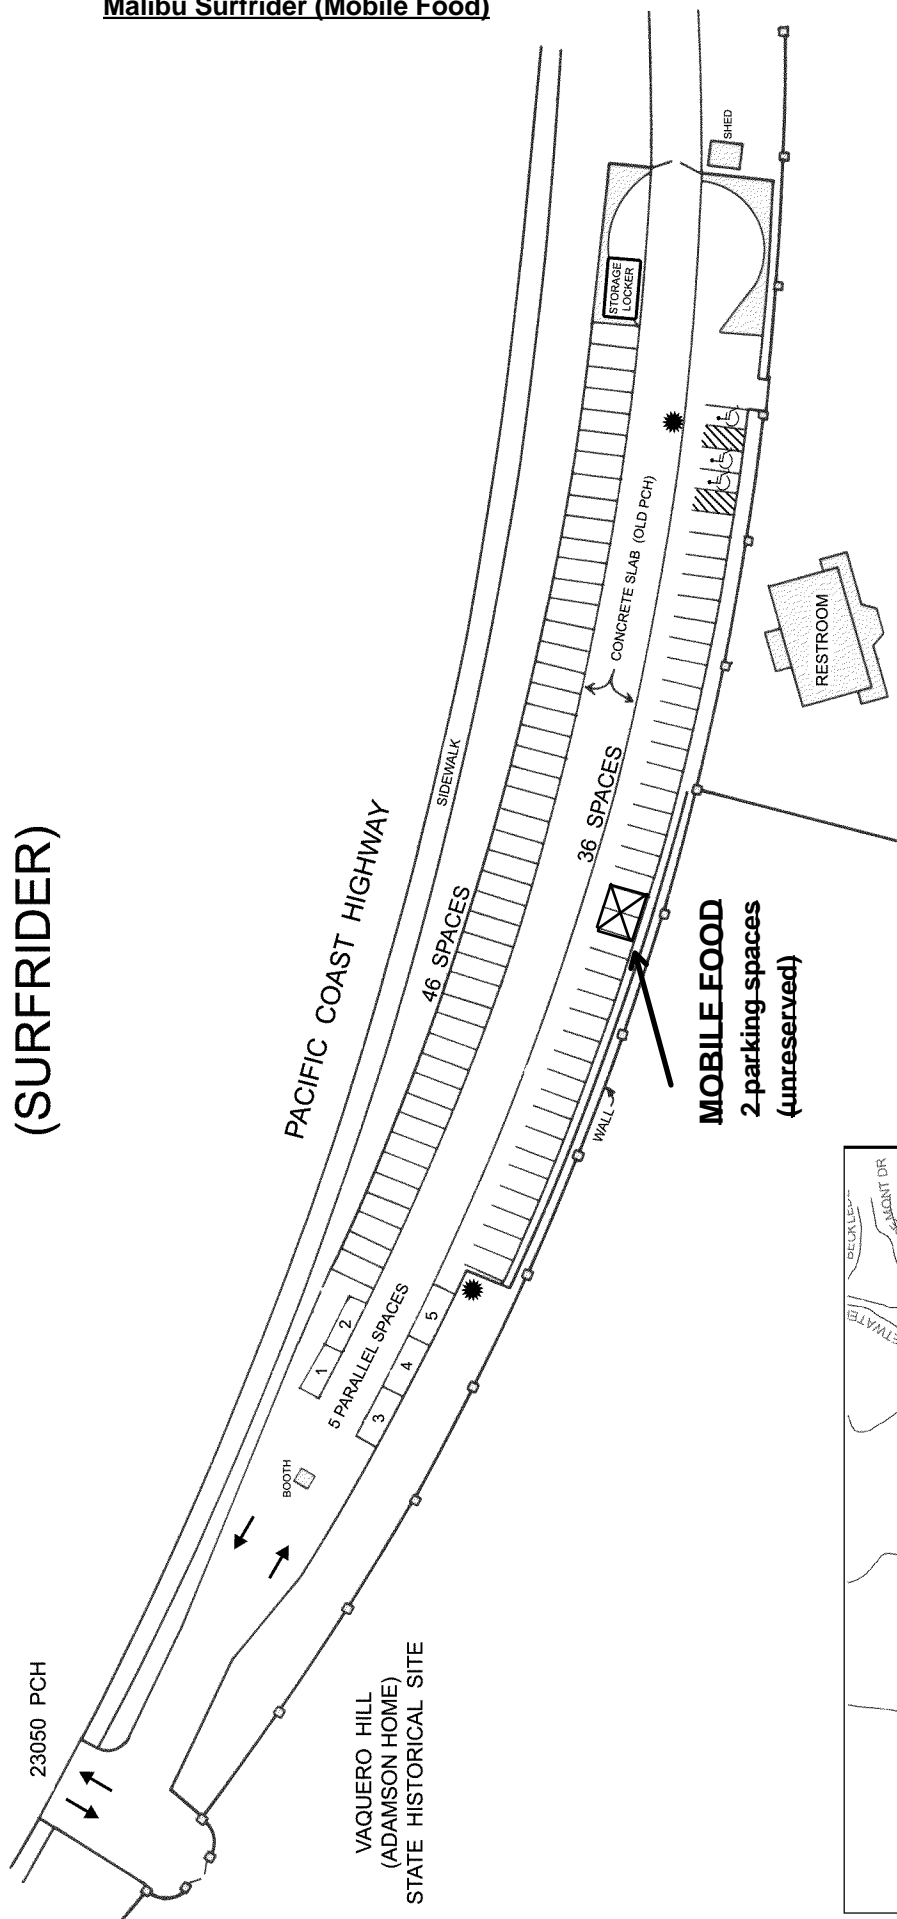 Malibu Surfrider (Mobile Food)
(SURFRIDER)
SHED
STORAGE
LOCKER
CONCRETE SLAB (OLD PCH)
RESTROOM
SIDEWALK
PACIFIC COAST HIGHWAY
46 SPACES
36 SPACES
MOBILE FOOD
2 parking spaces
(unreserved)
WALL
5 PARALLEL SPACES
1
2
3
4
5
BOOTH
23050 PCH
VAQUERO HILL
(ADAMSON HOME)
STATE HISTORICAL SITE